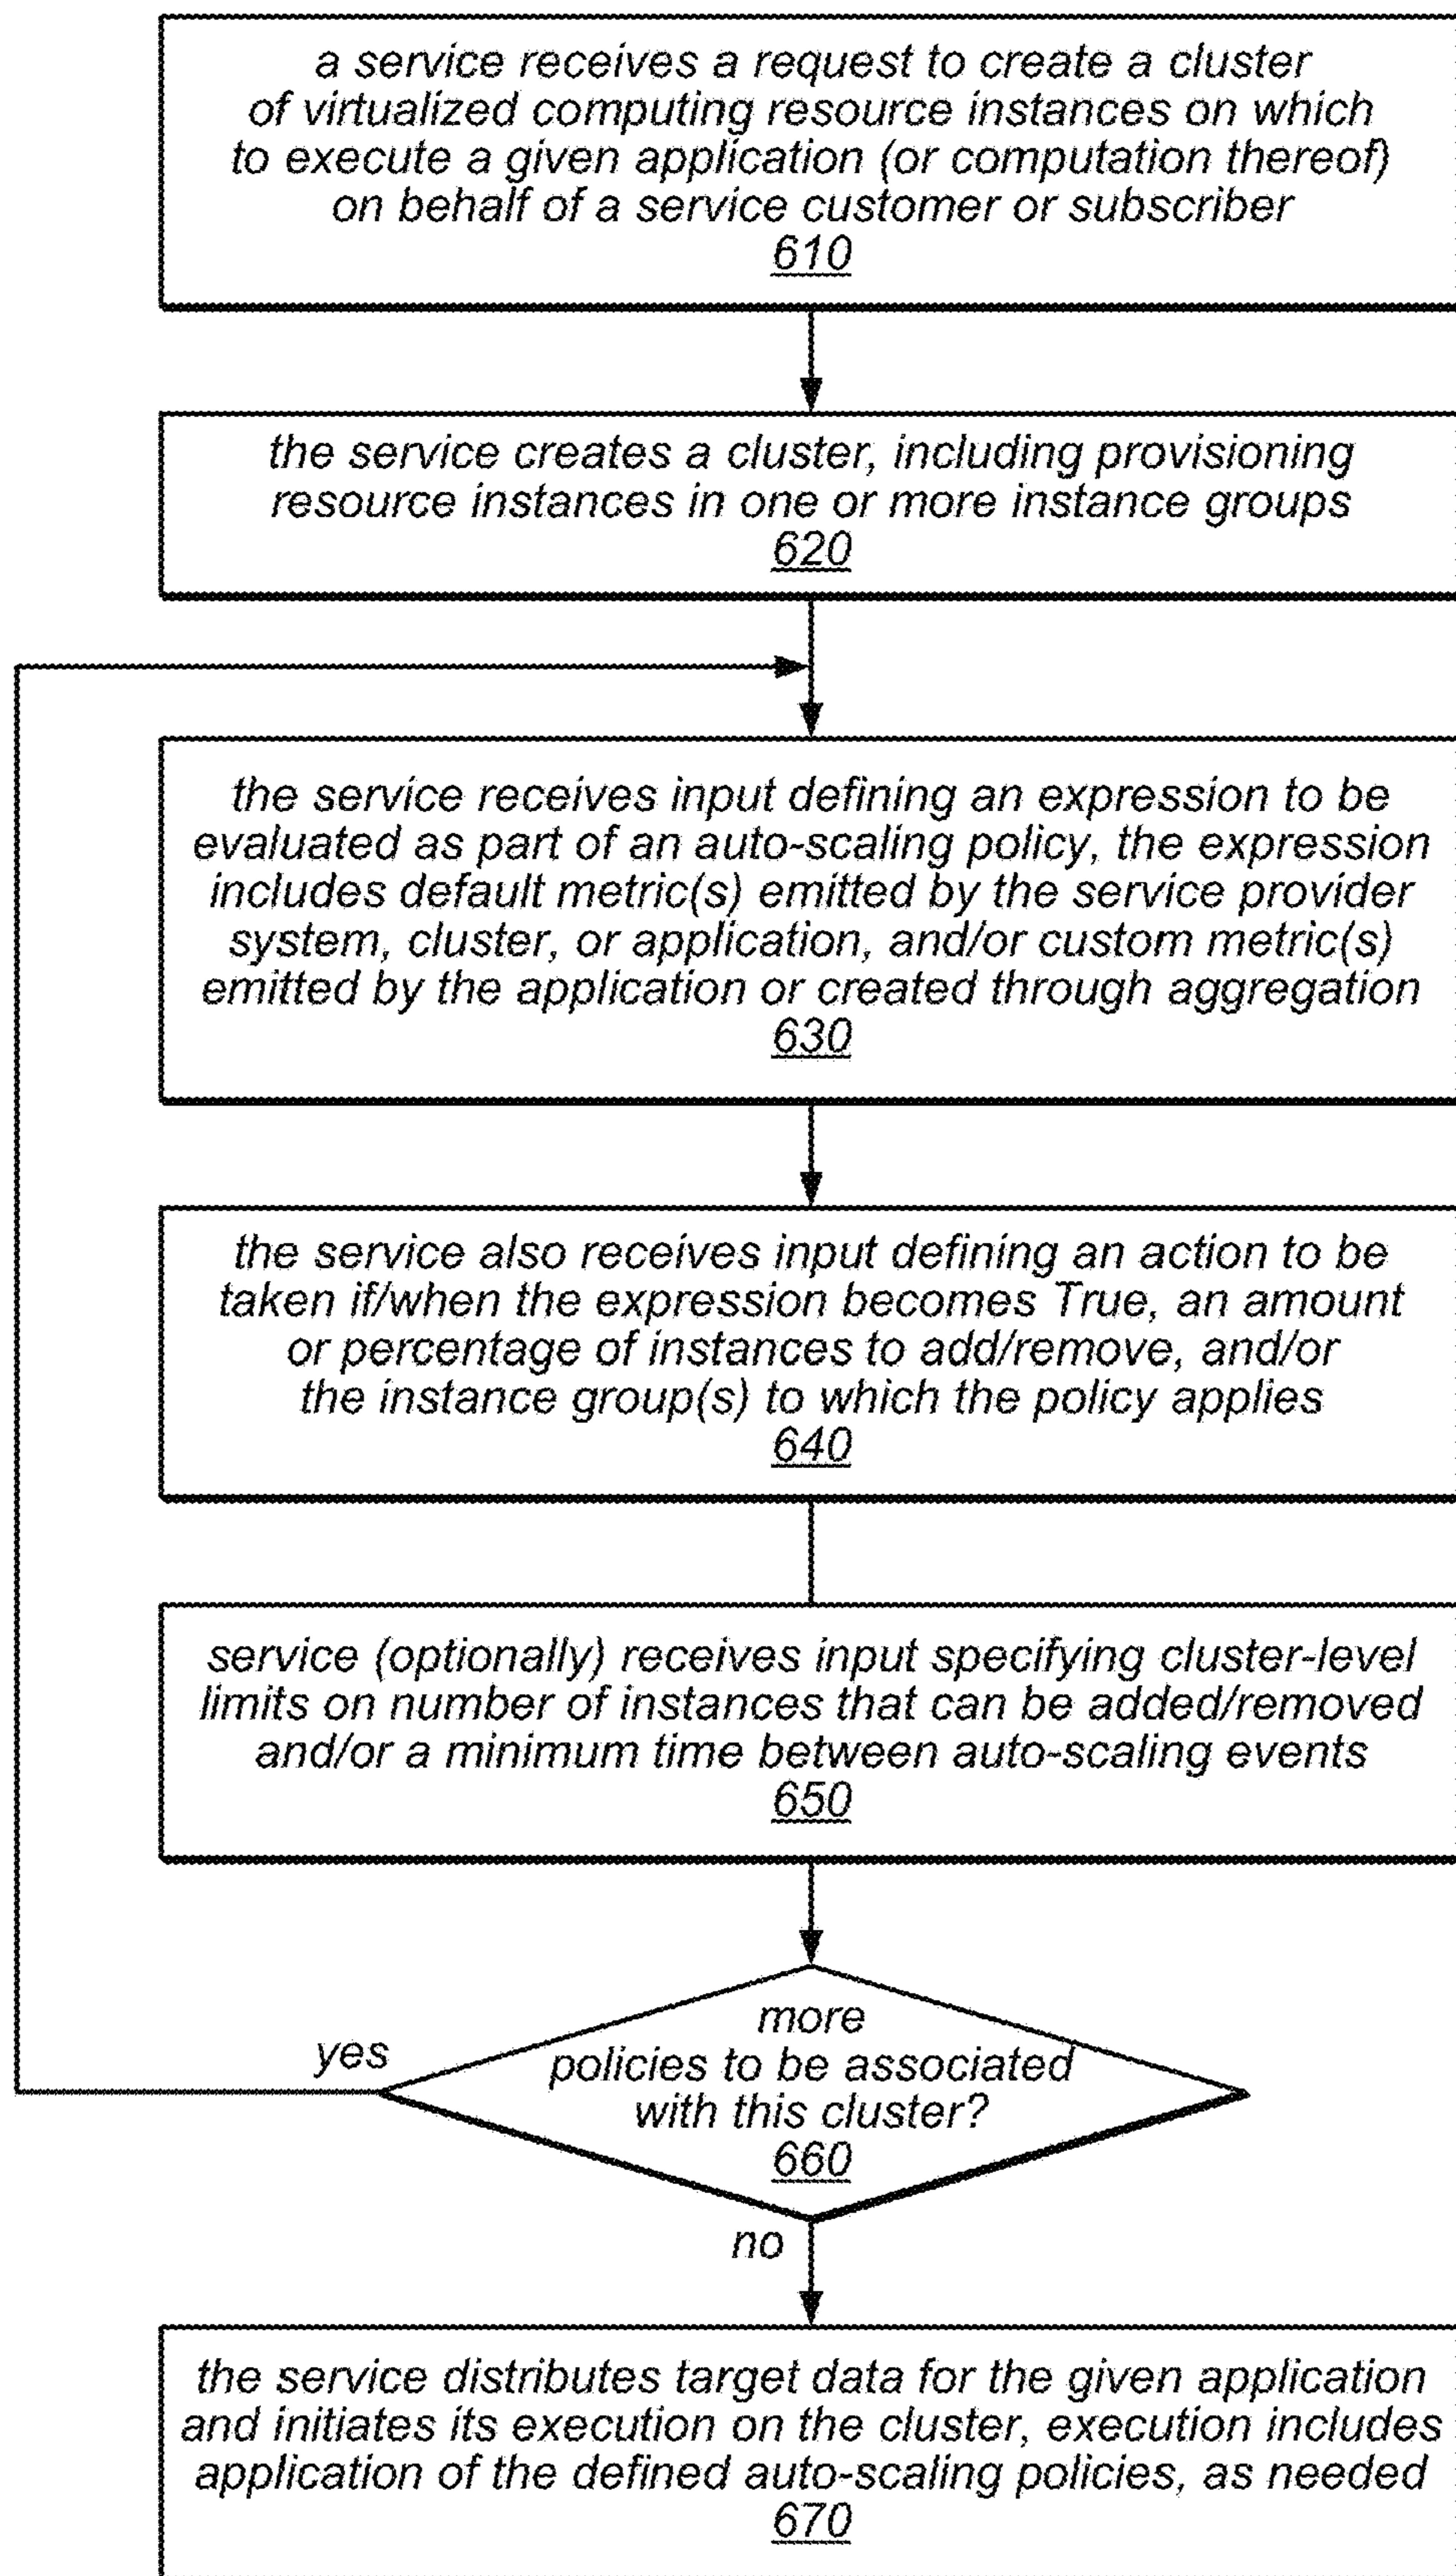 a service receives a request to create a cluster
of virtualized computing resource instances on which
to execute a given application (or computation thereof)
on behalf of a service customer or subscriber
610
the service creates a cluster, including provisioning
resource instances in one or more instance groups
620
the service receives input defining an expression to be
evaluated as part of an auto-scaling policy, the expression
includes default metric(s) emitted by the service provider
system, cluster, or application, and/or custom metric(s)
emitted by the application or created through aggregation
630
the service also receives input defining an action to be
taken if/when the expression becomes True, an amount
or percentage of instances to add/remove, and/or
the instance group(s) to which the policy applies
640
service (optionally) receives input specifying cluster-level
limits on number of instances that can be added/removed
and/or a minimum time between auto-scaling events
650
more
yes
policies to be associated
with this cluster?
660
no
the service distributes target data for the given application
and initiates its execution on the cluster, execution includes
application of the defined auto-scaling policies, as needed
670